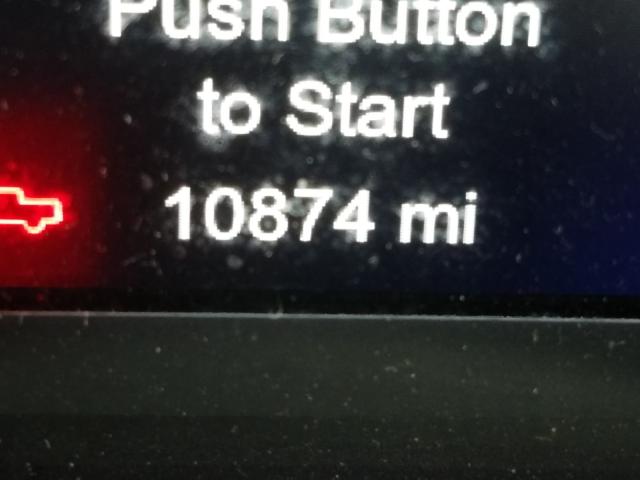 Push Button
to Start
10874 mi